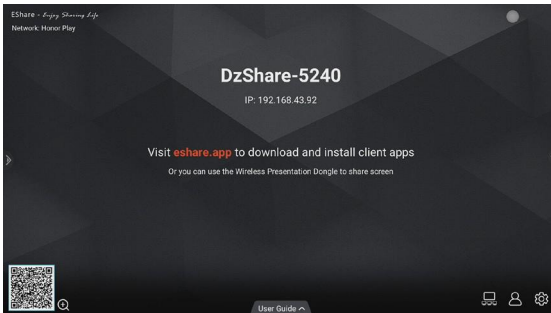 EShare - Enjoy Sharing Life
Network: Honor Play
DzShare-5240
IP: 192.168.43.92
Visit eshare.app to download and install client apps
Or you can use the Wireless Presentation Dongle to share screen
User Guide